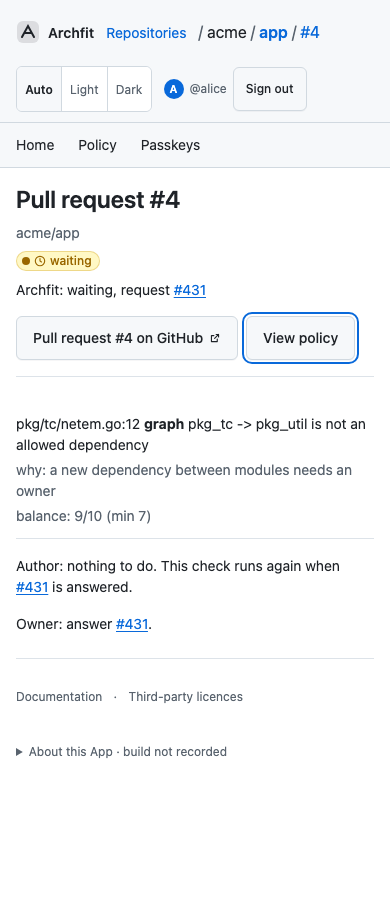 Archfit Repositories / acme / app / #4
Auto Light Dark A @alice Sign out
Home Policy Passkeys
Pull request #4
acme/app
waiting
Archfit: waiting, request #431
Pull request #4 on GitHub View policy
pkg/tc/netem.go:12 graph pkg_tc -> pkg_util is not an
allowed dependency
why: a new dependency between modules needs an
owner
balance: 9/10 (min 7)
Author: nothing to do. This check runs again when
#431 is answered.
Owner: answer #431.
Documentation · Third-party licences
About this App · build not recorded